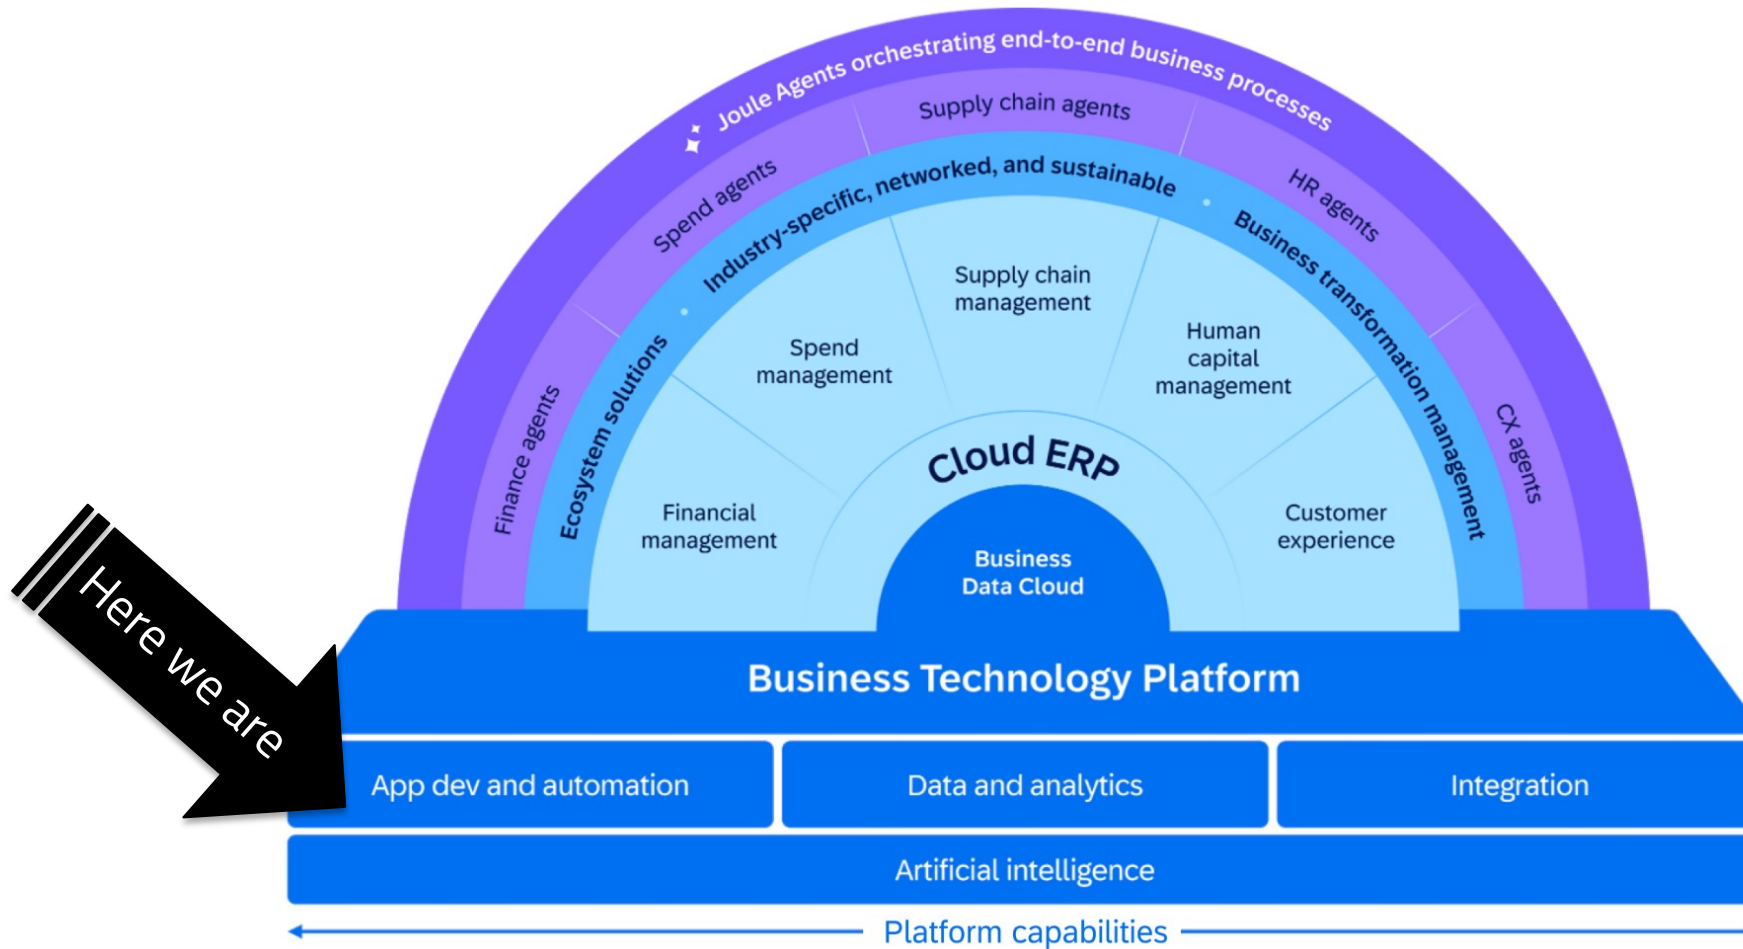 Joule Agents orchestrating end-to-end business processes
Finance agents
Spend agents
Supply chain agents
HR agents
CX agents
Ecosystem solutions • Industry-specific, networked, and sustainable • Business transformation management
Financial
management
Spend
management
Supply chain
management
Human
capital
management
Customer
experience
Cloud ERP
Business
Data Cloud
Here we are
Business Technology Platform
App dev and automation
Data and analytics
Integration
Artificial intelligence
Platform capabilities